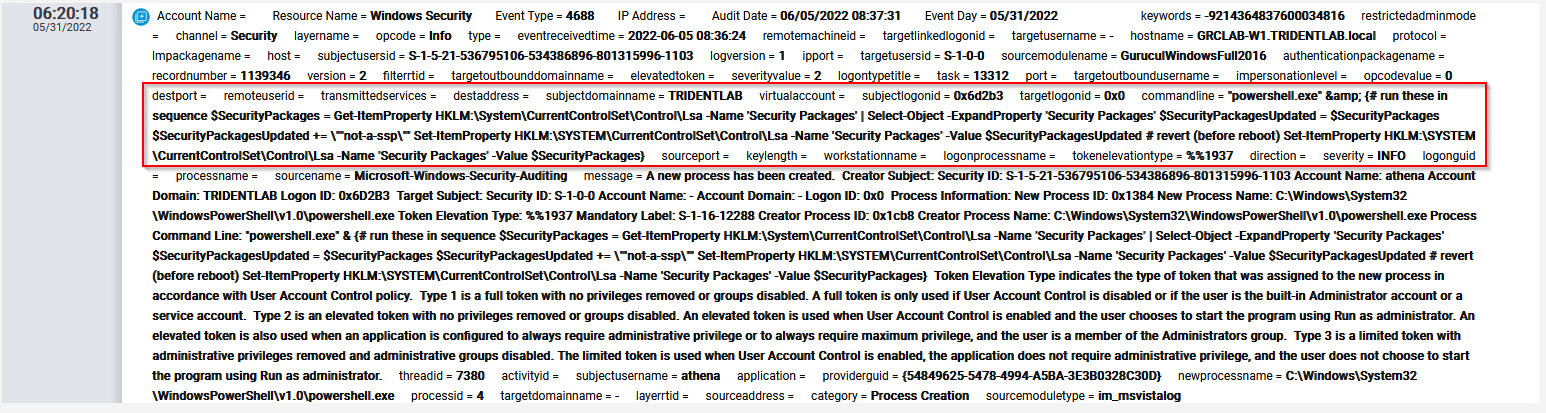 06:20:18
05/31/2022
Account Name = Resource Name = Windows Security Event Type = 4688 IP Address = Audit Date = 06/05/2022 08:37:31 Event Day = 05/31/2022 keywords = -9214364837600034816 restrictedadminmode
= channel = Security layername = opcode = Info type = eventreceivedtime = 2022-06-05 08:36:24 remotemachineid = targetlinkedlogonid = targetusername = - hostname = GRCLAB-W1.TRIDENTLAB.local protocol =
lmpackagename = host = subjectusersid = S-1-5-21-536795106-534386896-801315996-1103 logversion = 1 ipport = targetusersid = S-1-0-0 sourcemodulename = GuruculWindowsFull2016 authenticationpackagename =
recordnumber = 1139346 version = 2 filterrtid = targetoutbounddomainname = elevatedtoken = severityvalue = 2 logontypetitle = task = 13312 port = targetoutboundusername = impersonationlevel = opcodevalue = 0
destport = remoteuserid = transmittedservices = destaddress = subjectdomainname = TRIDENTLAB virtualaccount = subjectlogonid = 0x6d2b3 targetlogonid = 0x0 commandline = "powershell.exe" &amp; {# run these in
sequence $SecurityPackages = Get-ItemProperty HKLM:\System\CurrentControlSet\Control\Lsa -Name 'Security Packages' | Select-Object -ExpandProperty 'Security Packages' $SecurityPackagesUpdated = $SecurityPackages
$SecurityPackagesUpdated += \""not-a-ssp\"" Set-ItemProperty HKLM:\SYSTEM\CurrentControlSet\Control\Lsa -Name 'Security Packages' -Value $SecurityPackagesUpdated # revert (before reboot) Set-ItemProperty HKLM:\SYSTEM
\CurrentControlSet\Control\Lsa -Name 'Security Packages' -Value $SecurityPackages} sourceport = keylength = workstationname = logonprocessname = tokenelevationtype = %%1937 direction = severity = INFO logonguid
= processname = sourcename = Microsoft-Windows-Security-Auditing message = A new process has been created. Creator Subject: Security ID: S-1-5-21-536795106-534386896-801315996-1103 Account Name: athena Account
Domain: TRIDENTLAB Logon ID: 0x6D2B3 Target Subject: Security ID: S-1-0-0 Account Name: - Account Domain: - Logon ID: 0x0 Process Information: New Process ID: 0x1384 New Process Name: C:\Windows\System32
\WindowsPowerShell\v1.0\powershell.exe Token Elevation Type: %%1937 Mandatory Label: S-1-16-12288 Creator Process ID: 0x1cb8 Creator Process Name: C:\Windows\System32\WindowsPowerShell\v1.0\powershell.exe Process
Command Line: "powershell.exe" & {# run these in sequence $SecurityPackages = Get-ItemProperty HKLM:\System\CurrentControlSet\Control\Lsa -Name 'Security Packages' | Select-Object -ExpandProperty 'Security Packages'
$SecurityPackagesUpdated = $SecurityPackages $SecurityPackagesUpdated += \""not-a-ssp\"" Set-ItemProperty HKLM:\SYSTEM\CurrentControlSet\Control\Lsa -Name 'Security Packages' -Value $SecurityPackagesUpdated # revert
(before reboot) Set-ItemProperty HKLM:\SYSTEM\CurrentControlSet\Control\Lsa -Name 'Security Packages' -Value $SecurityPackages} Token Elevation Type indicates the type of token that was assigned to the new process in
accordance with User Account Control policy. Type 1 is a full token with no privileges removed or groups disabled. A full token is only used if User Account Control is disabled or if the user is the built-in Administrator account or a
service account. Type 2 is an elevated token with no privileges removed or groups disabled. An elevated token is used when User Account Control is enabled and the user chooses to start the program using Run as administrator. An
elevated token is also used when an application is configured to always require administrative privilege or to always require maximum privilege, and the user is a member of the Administrators group. Type 3 is a limited token with
administrative privileges removed and administrative groups disabled. The limited token is used when User Account Control is enabled, the application does not require administrative privilege, and the user does not choose to start
the program using Run as administrator. threadid = 7380 activityid = subjectusername = athena application = providerguid = {54849625-5478-4994-A5BA-3E3B0328C30D} newprocessname = C:\Windows\System32
\WindowsPowerShell\v1.0\powershell.exe processid = 4 targetdomainname = - layerrtid = sourceaddress = category = Process Creation sourcemoduletype = im_msvistalog